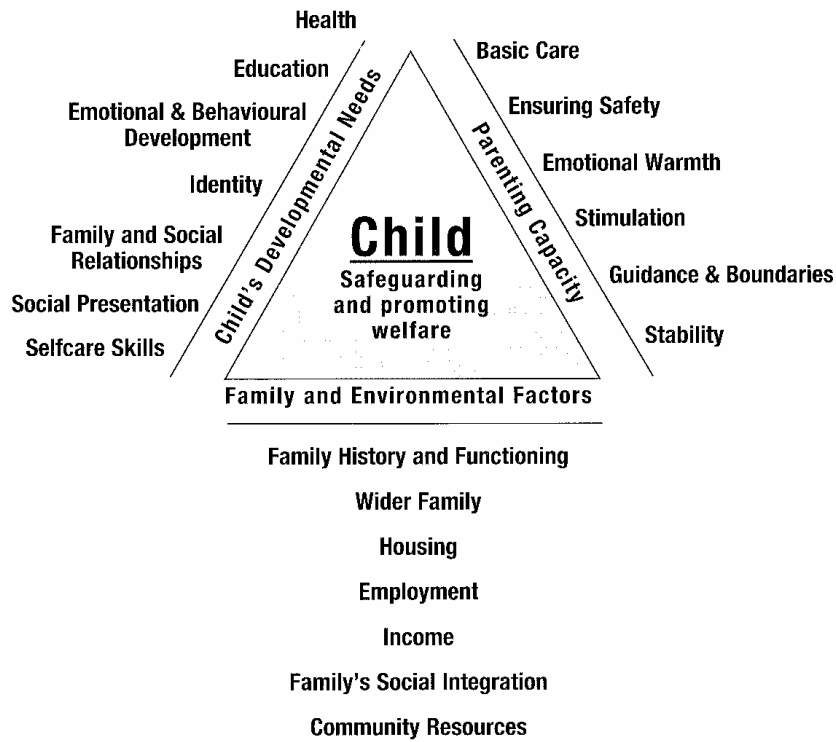 Health
Education
Emotional & Behavioural
Development
Identity
Family and Social
Relationships
Social Presentation
Selfcare Skills
Child's Developmental Needs
Child
Safeguarding
and promoting
welfare
Parenting Capacity
Basic Care
Ensuring Safety
Emotional Warmth
Stimulation
Guidance & Boundaries
Stability
Family and Environmental Factors
Family History and Functioning
Wider Family
Housing
Employment
Income
Family's Social Integration
Community Resources